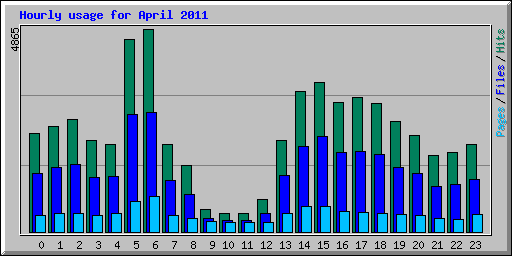 Hourly usage for April 2011
4865
Pages / Files / Hits
0 1 2 3 4 5 6 7 8 9 10 11 12 13 14 15 16 17 18 19 20 21 22 23